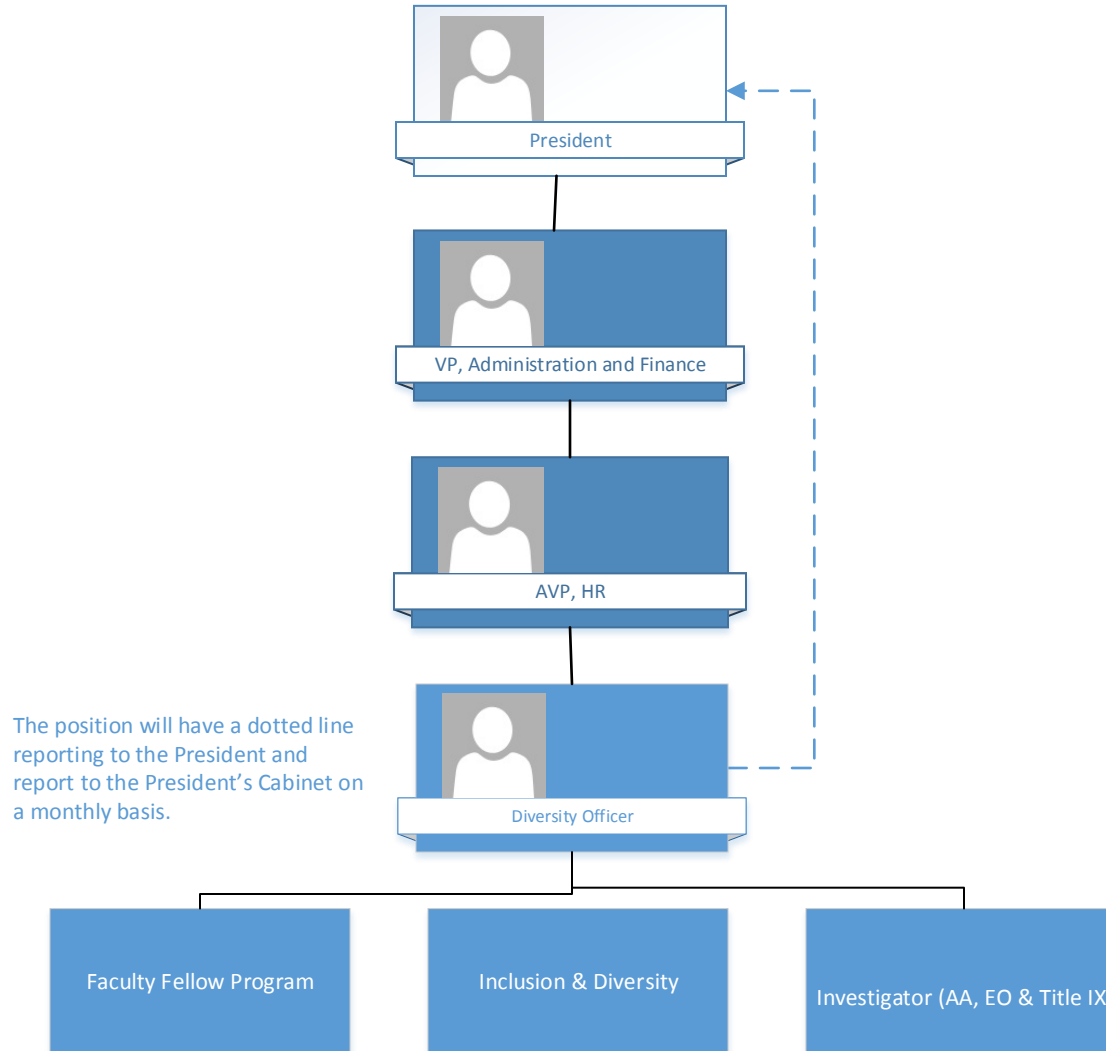 President
VP, Administration and Finance
AVP, HR
The position will have a dotted line
reporting to the President and
report to the President’s Cabinet on
a monthly basis.
Diversity Officer
Faculty Fellow Program
Inclusion & Diversity
Investigator (AA, EO & Title IX